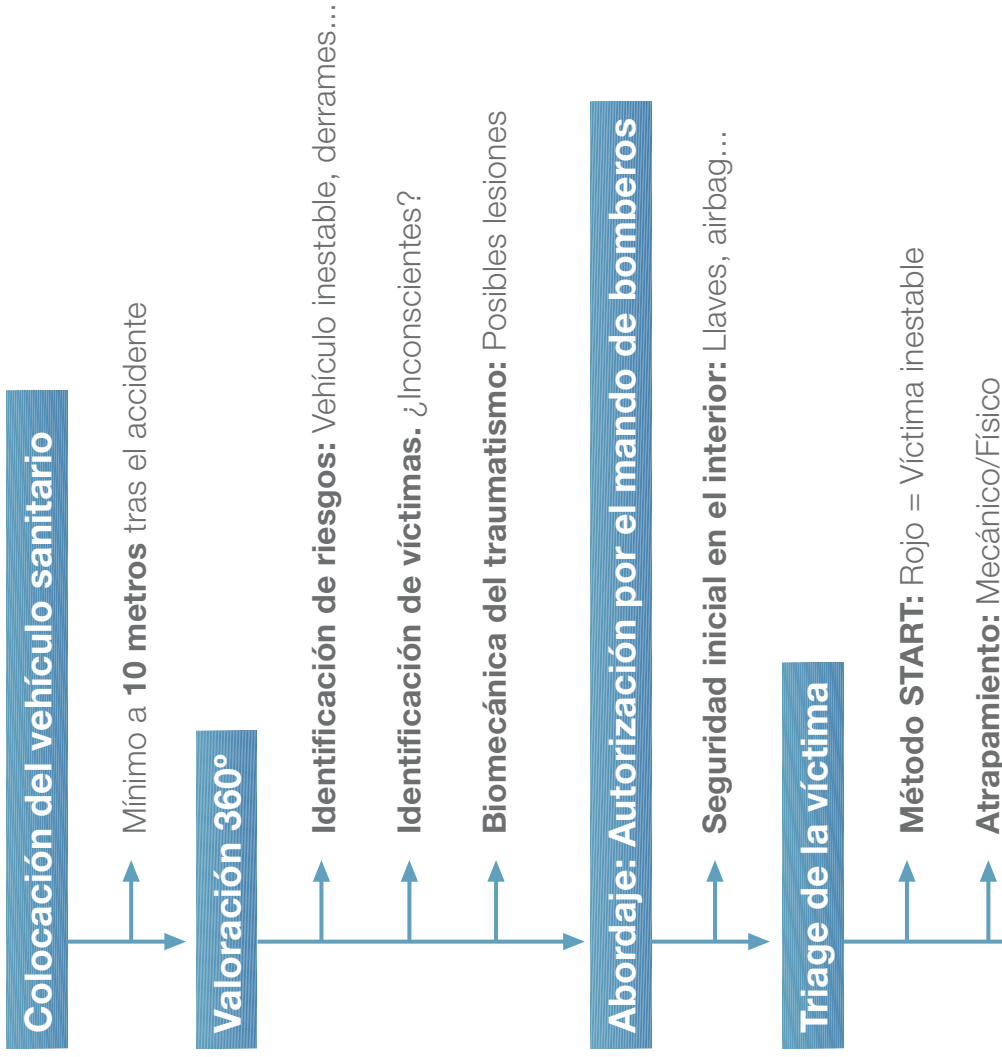 Colocación del vehículo sanitario
Mínimo a 10 metros tras el accidente
Valoración 360º
Identificación de riesgos: Vehículo inestable, derrames...
Identificación de víctimas. ¿Inconscientes?
Biomecánica del traumatismo: Posibles lesiones
Abordaje: Autorización por el mando de bomberos
Seguridad inicial en el interior: Llaves, airbag...
Triage de la víctima
Método START: Rojo = Víctima inestable
Atrapamiento: Mecánico/Físico